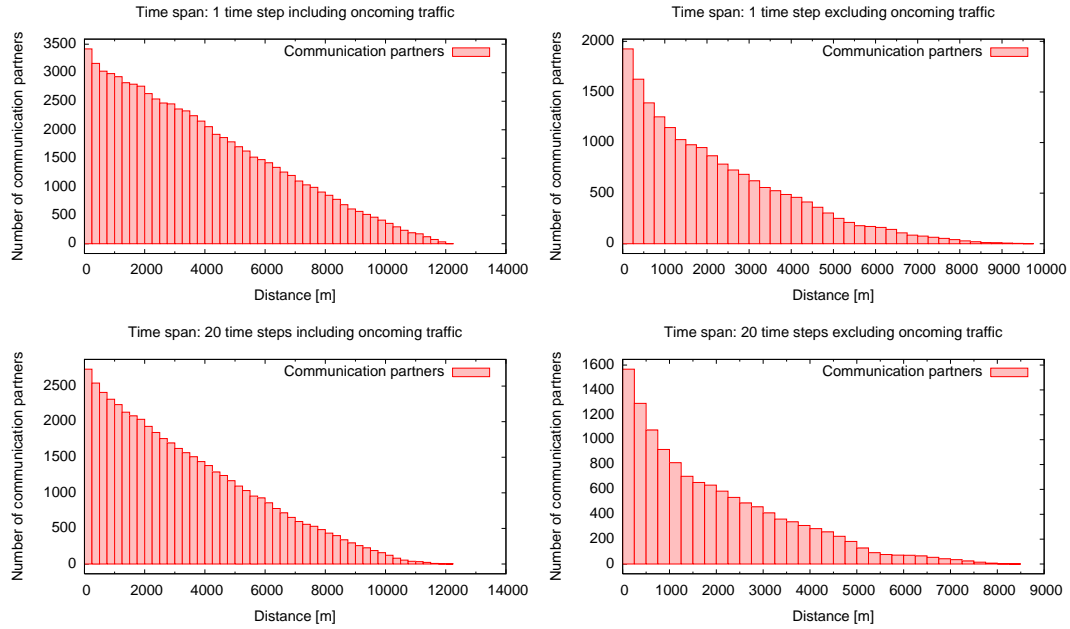 Time span: 1 time step including oncoming traffic
Number of communication partners
3500
3000
2500
2000
1500
1000
500
0
Communication partners
0 2000 4000 6000 8000 10000 12000 14000
Distance [m]
Time span: 1 time step excluding oncoming traffic
Number of communication partners
2000
1500
1000
500
0
Communication partners
0 1000 2000 3000 4000 5000 6000 7000 8000 9000 10000
Distance [m]
Time span: 20 time steps including oncoming traffic
Number of communication partners
2500
2000
1500
1000
500
0
Communication partners
0 2000 4000 6000 8000 10000 12000 14000
Distance [m]
Time span: 20 time steps excluding oncoming traffic
Number of communication partners
1600
1400
1200
1000
800
600
400
200
0
Communication partners
0 1000 2000 3000 4000 5000 6000 7000 8000 9000
Distance [m]